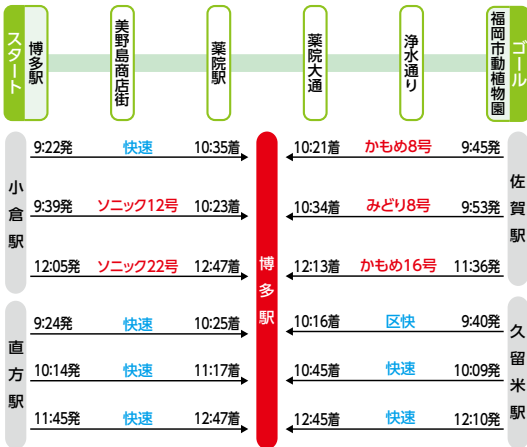 スタート
博多駅
美野島商店街
薬院駅
薬院大通
浄水通り
福岡市動植物園
ゴール
小倉駅
9:22発 快速 10:35着
9:39発 ソニック12号 10:23着
12:05発 ソニック22号 12:47着
直方駅
9:24発 快速 10:25着
10:14発 快速 11:17着
11:45発 快速 12:47着
博多駅
10:21着 かもめ8号 9:45発
10:34着 みどり8号 9:53発
12:13着 かもめ16号 11:36発
佐賀駅
10:16着 区快 9:40発
10:45着 快速 10:09発
12:45着 快速 12:10発
久留米駅